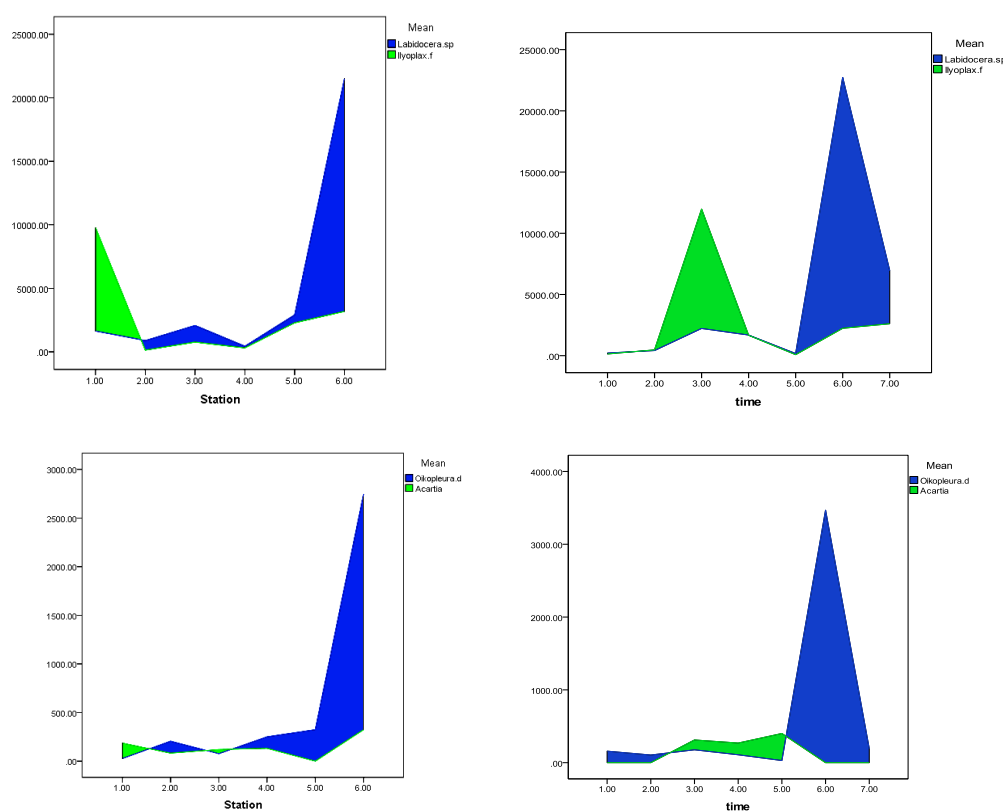 Mean
Labidocera.sp
Ilyoplax.f
25000.00
20000.00
15000.00
10000.00
5000.00
.00
1.00 2.00 3.00 4.00 5.00 6.00
Station
Mean
Labidocera.sp
Ilyoplax.f
25000.00
20000.00
15000.00
10000.00
5000.00
.00
1.00 2.00 3.00 4.00 5.00 6.00 7.00
time
Mean
Oikopleura.d
Acartia
3000.00
2500.00
2000.00
1500.00
1000.00
500.00
.00
1.00 2.00 3.00 4.00 5.00 6.00
Station
Mean
Oikopleura.d
Acartia
4000.00
3000.00
2000.00
1000.00
.00
1.00 2.00 3.00 4.00 5.00 6.00 7.00
time